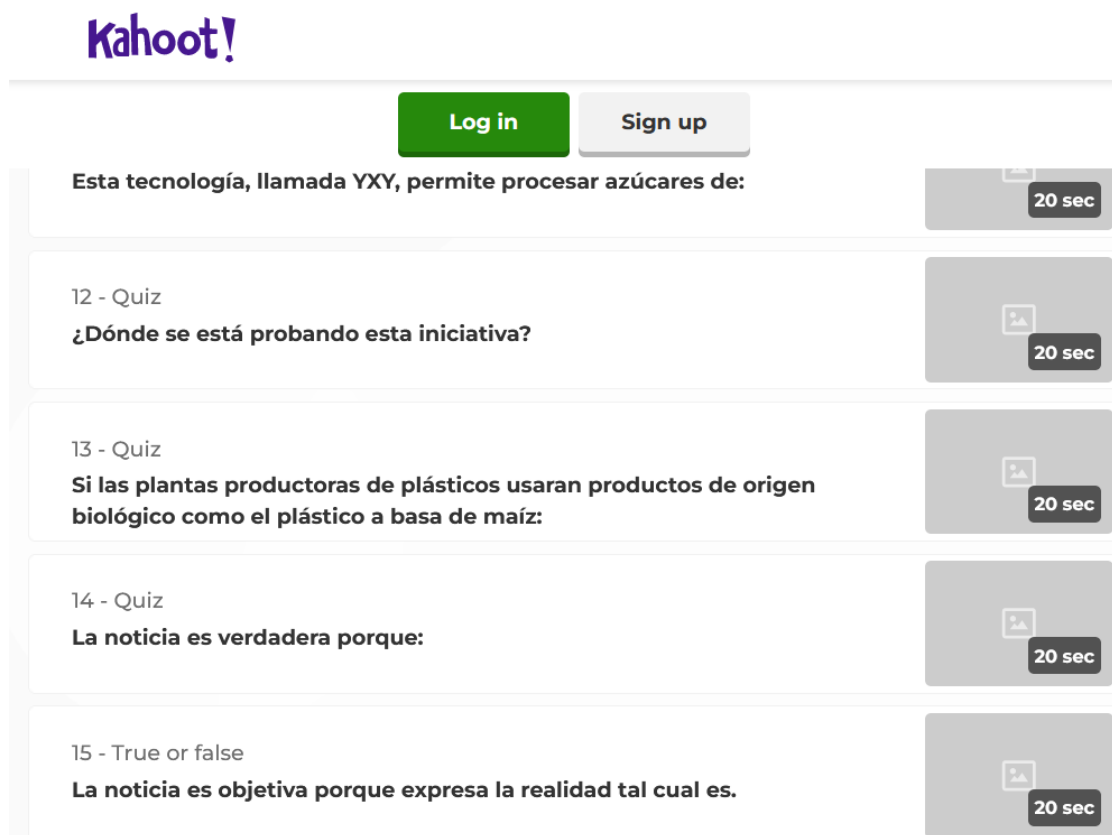 Kahoot!
Log in
Sign up
Esta tecnología, llamada YXY, permite procesar azúcares de:
20 sec
12 - Quiz
¿Dónde se está probando esta iniciativa?
20 sec
13 - Quiz
Si las plantas productoras de plásticos usaran productos de origen
biológico como el plástico a basa de maíz:
20 sec
14 - Quiz
La noticia es verdadera porque:
20 sec
15 - True or false
La noticia es objetiva porque expresa la realidad tal cual es.
20 sec